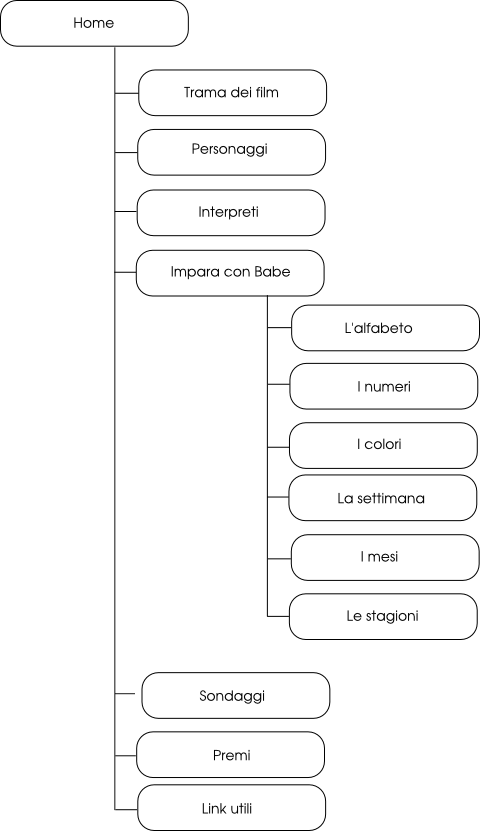 Home
Trama dei film
Personaggi
Interpreti
Impara con Babe
L'alfabeto
I numeri
I colori
La settimana
I mesi
Le stagioni
Sondaggi
Premi
Link utili